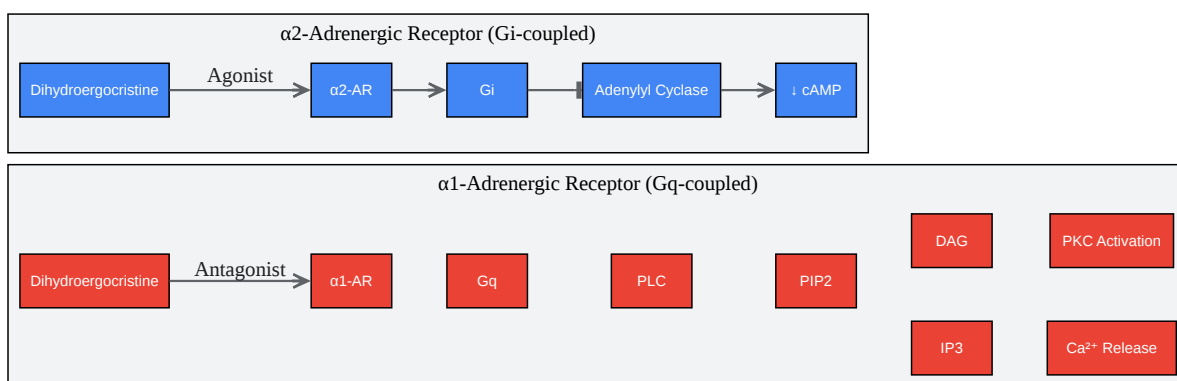 α2-Adrenergic Receptor (Gi-coupled)
Dihydroergocristine
Agonist
α2-AR
Gi
Adenylyl Cyclase
↓ cAMP
α1-Adrenergic Receptor (Gq-coupled)
Dihydroergocristine
Antagonist
α1-AR
Gq
PLC
PIP2
DAG
PKC Activation
IP3
Ca²⁺ Release